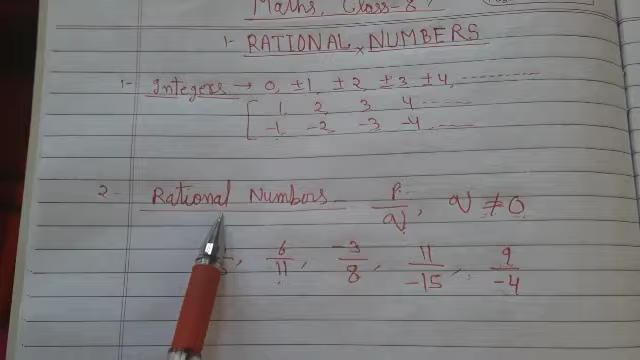 Maths, Class-8
1- RATIONAL NUMBERS
1- Integers → 0, ±1, ±2, ±3 ±4, ----------
1, 2, 3 4 ------
-1, -2 -3 -4 ------
2- Rational Numbers - p/q, q ≠ 0
6/11, -3/8, 11/-15, 9/-4